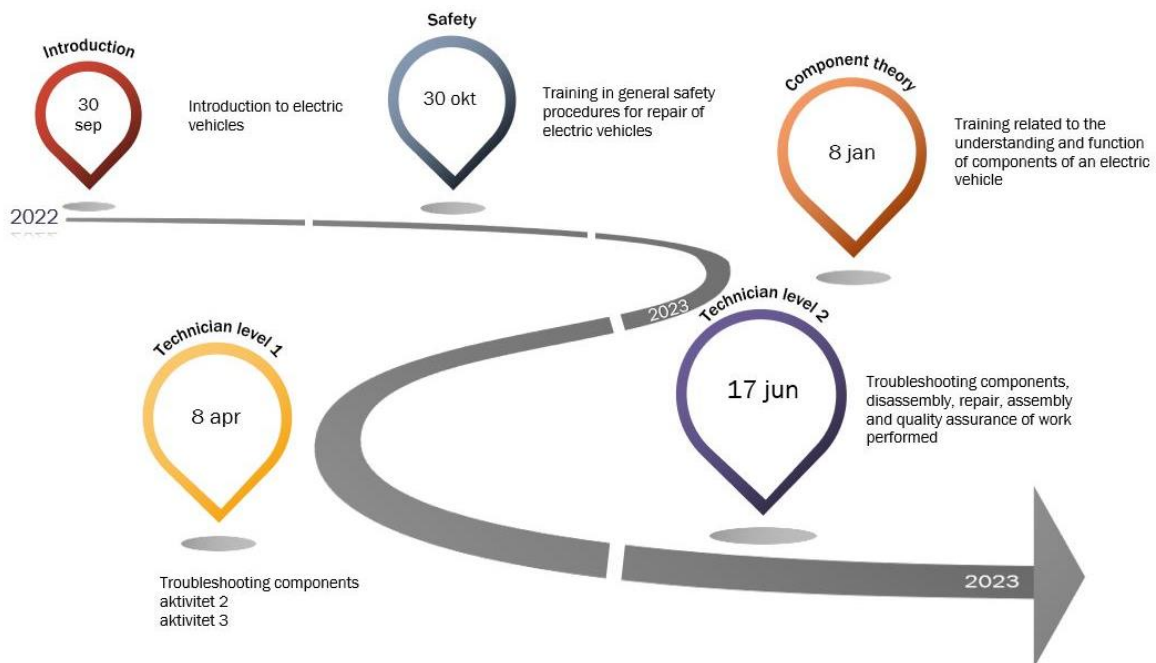 Introduction
30
sep
Introduction to electric
vehicles
Safety
30 okt
Training in general safety
procedures for repair of
electric vehicles
Component theory
8 jan
Training related to the
understanding and function
of components of an electric
vehicle
2022
2023
Technician level 1
8 apr
Troubleshooting components
aktivitet 2
aktivitet 3
Technician level 2
17 jun
Troubleshooting components,
disassembly, repair, assembly
and quality assurance of work
performed
2023